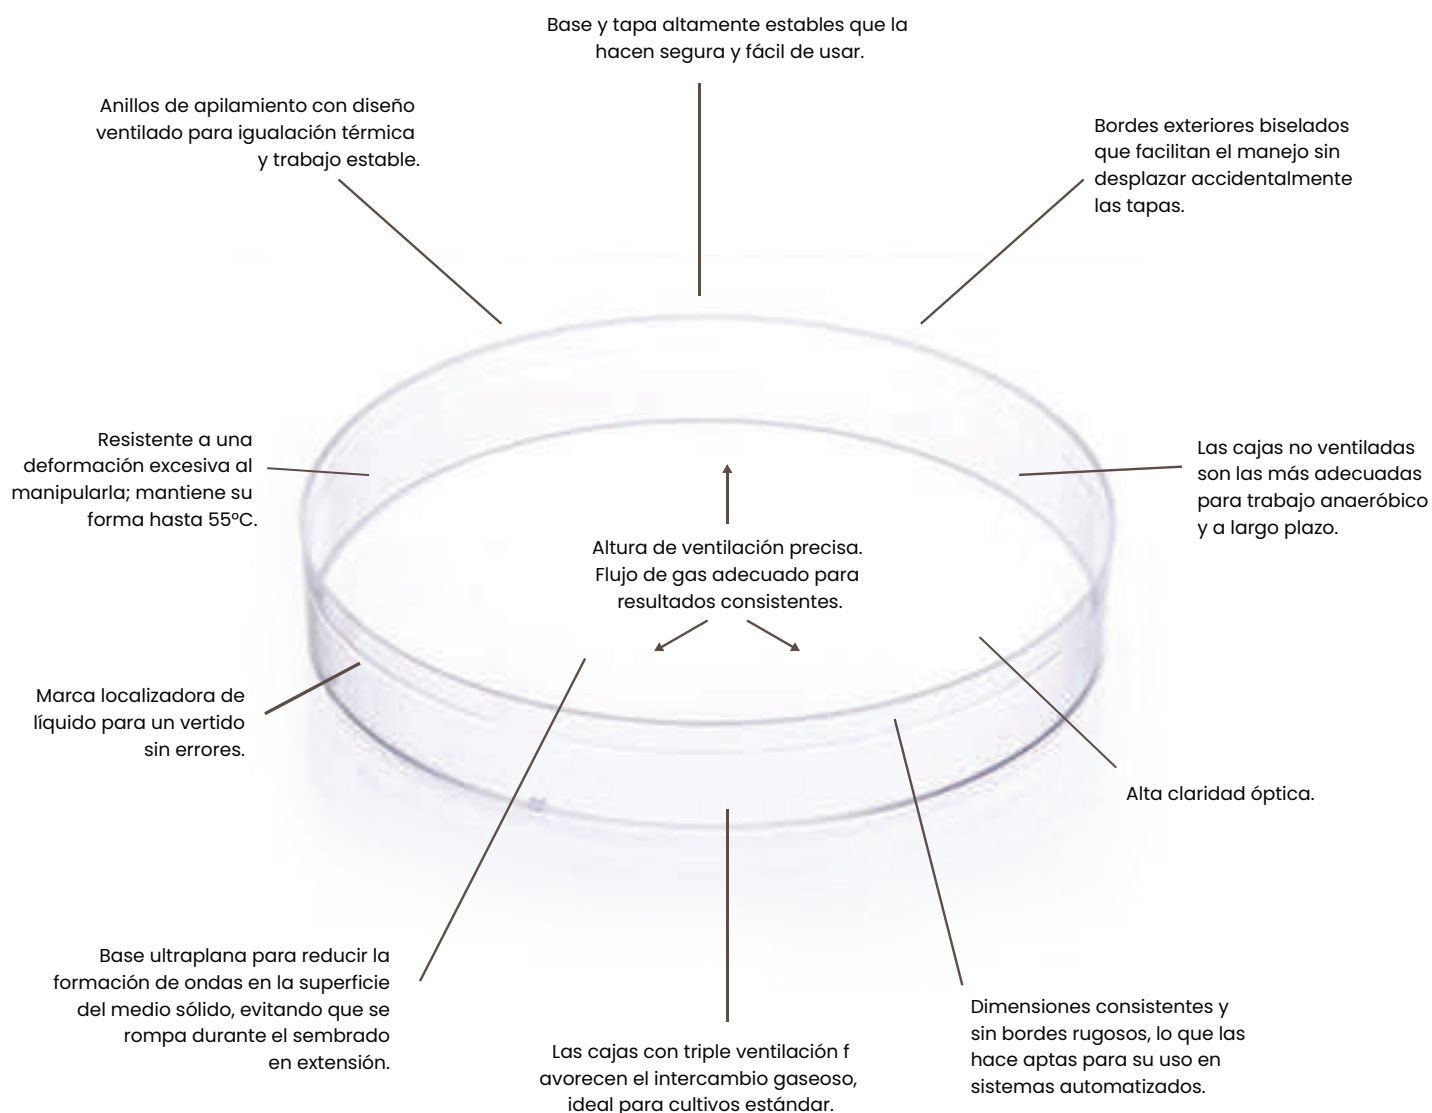 Base y tapa altamente estables que la
hacen segura y fácil de usar.
Anillos de apilamiento con diseño
ventilado para igualación térmica
y trabajo estable.
Bordes exteriores biselados
que facilitan el manejo sin
desplazar accidentalmente
las tapas.
Resistente a una
deformación excesiva al
manipularla; mantiene su
forma hasta 55°C.
Las cajas no ventiladas
son las más adecuadas
para trabajo anaeróbico
y a largo plazo.
Altura de ventilación precisa.
Flujo de gas adecuado para
resultados consistentes.
Marca localizadora de
líquido para un vertido
sin errores.
Alta claridad óptica.
Base ultraplana para reducir la
formación de ondas en la superficie
del medio sólido, evitando que se
rompa durante el sembrado
en extensión.
Las cajas con triple ventilación f
avorecen el intercambio gaseoso,
ideal para cultivos estándar.
Dimensiones consistentes y
sin bordes rugosos, lo que las
hace aptas para su uso en
sistemas automatizados.